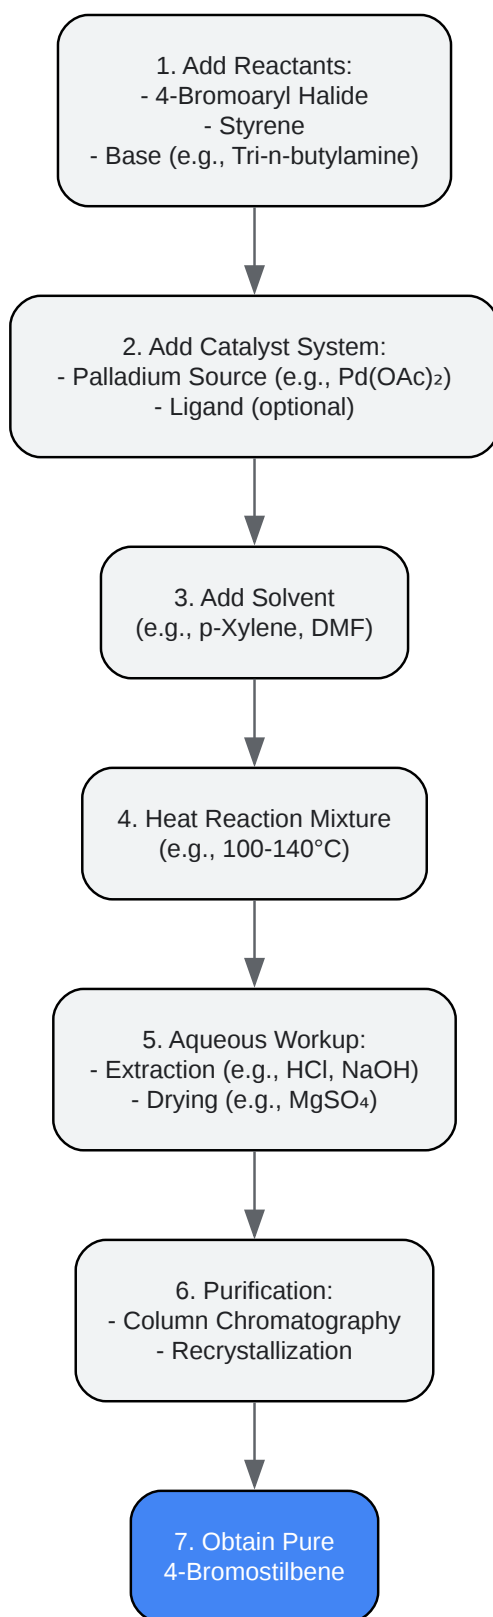 1. Add Reactants:
- 4-Bromoaryl Halide
- Styrene
- Base (e.g., Tri-n-butylamine)
2. Add Catalyst System:
- Palladium Source (e.g., Pd(OAc)₂)
- Ligand (optional)
3. Add Solvent
(e.g., p-Xylene, DMF)
4. Heat Reaction Mixture
(e.g., 100-140°C)
5. Aqueous Workup:
- Extraction (e.g., HCl, NaOH)
- Drying (e.g., MgSO₄)
6. Purification:
- Column Chromatography
- Recrystallization
7. Obtain Pure
4-Bromostilbene